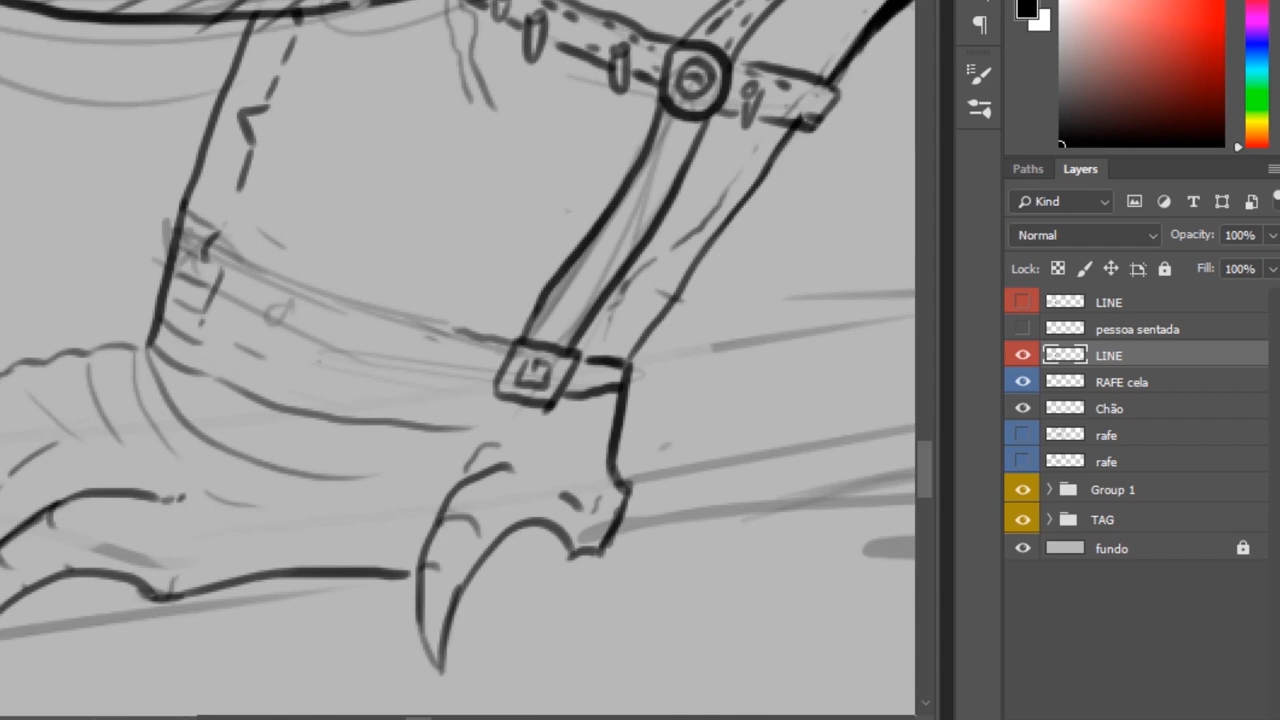 Paths Layers
Kind
Normal Opacity: 100%
Lock: Fill: 100%
LINE
pessoa sentada
LINE
RAFE cela
Chão
rafe
rafe
Group 1
TAG
fundo